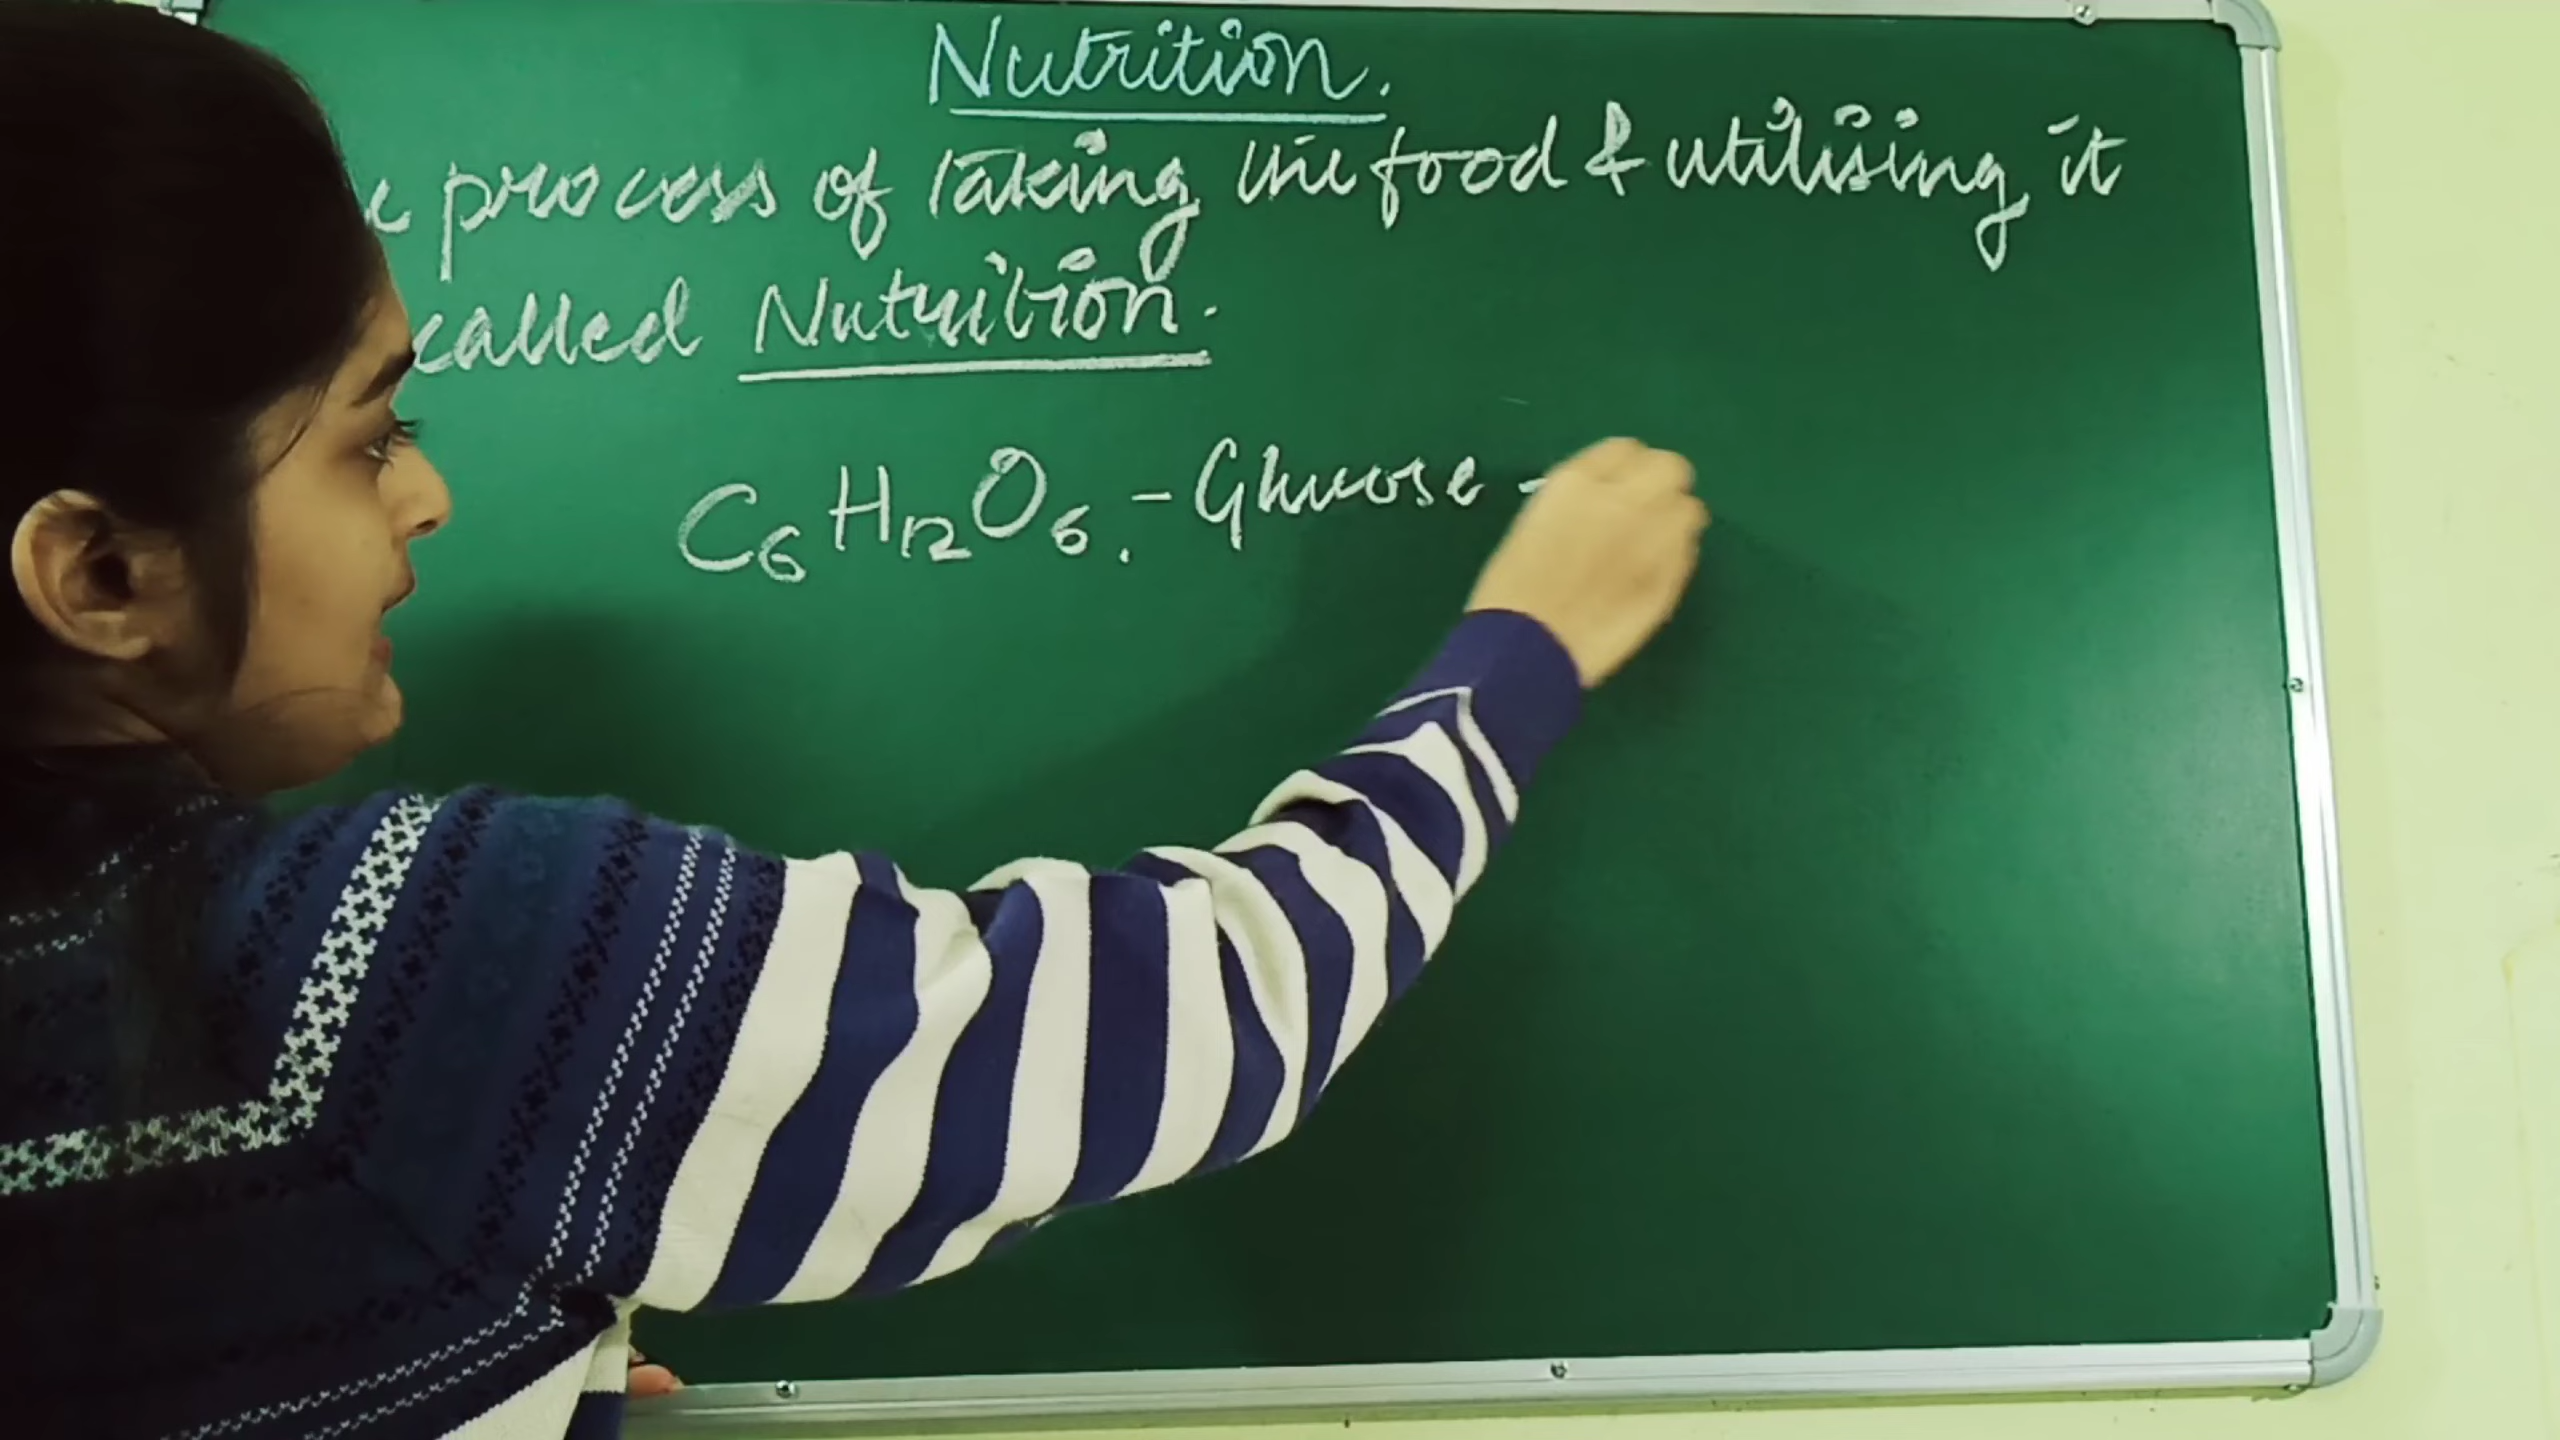 Nutrition.
process of taking the food & utilising it
called Nutrition.
C₆H₁₂O₆. - Glucose -